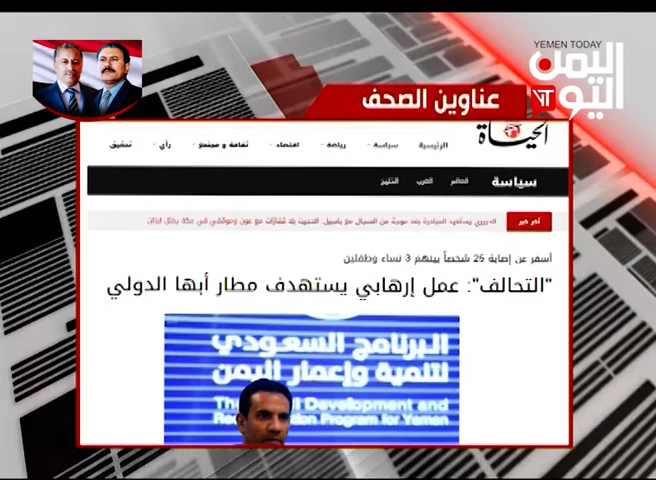 YEMEN TODAY
اليمن
اليوم
عناوين الصحف
الحياة
الرئيسية سياسة رياضة اقتصاد ثقافة و مجتمع رأي تحقيق
سياسة العالم العرب الخليج
آخر خبر
أسفر عن إصابة 25 شخصاً بينهم 3 نساء وطفلين
"التحالف": عمل إرهابي يستهدف مطار أبها الدولي
البرنامج السعودي
لتنمية وإعمار اليمن
Development and
Program for Yemen